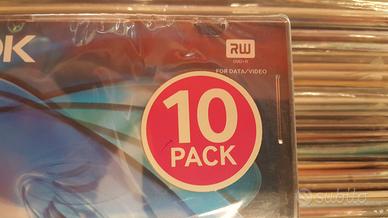 DK
RW
DVD+R
FOR DATA/VIDEO
10
PACK
subito